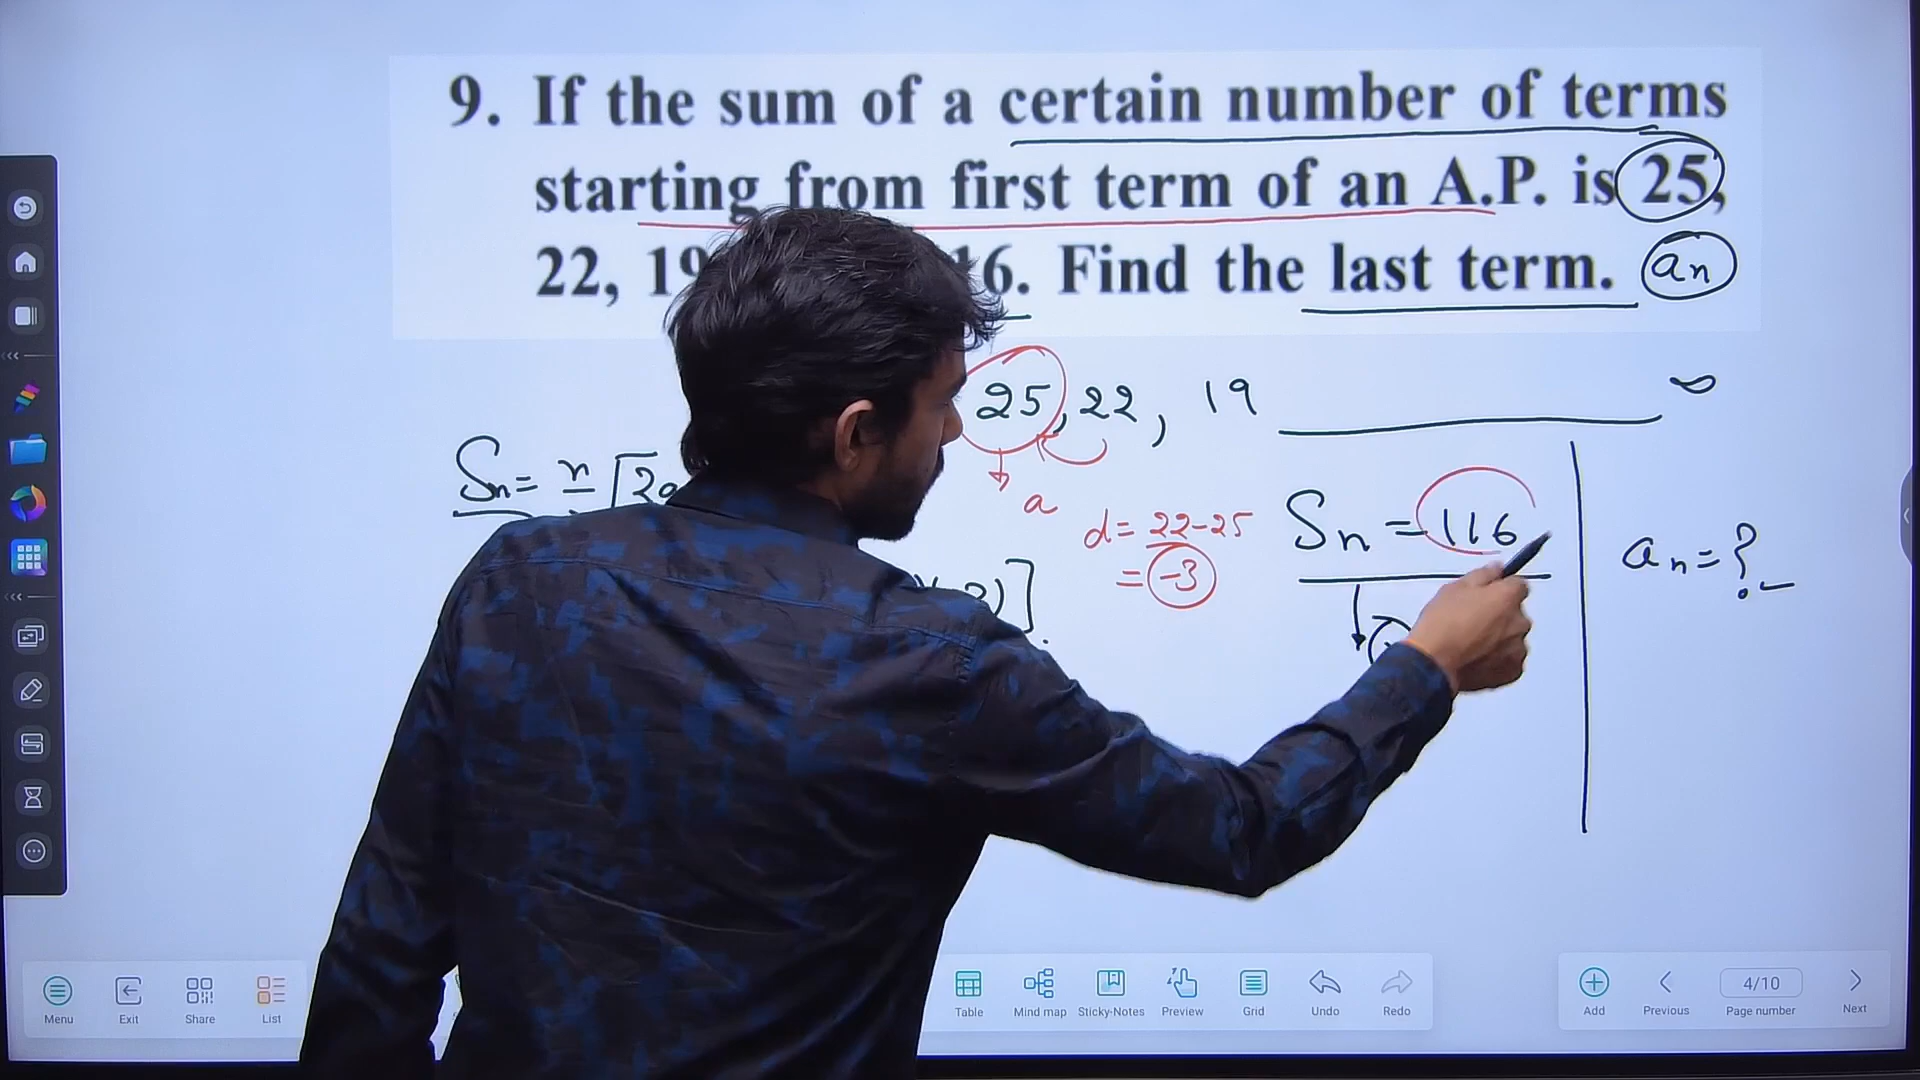 9. If the sum of a certain number of terms
starting from first term of an A.P. is 25,
22, 19 16. Find the last term. an
25, 22, 19 ∞
a
Sn = n [2a
d = 22-25
= -3
Sn = 116
an = ?
]
Menu
Exit
Share
List
Table
Mind map
Sticky-Notes
Preview
Grid
Undo
Redo
Add
Previous
4/10
Page number
Next